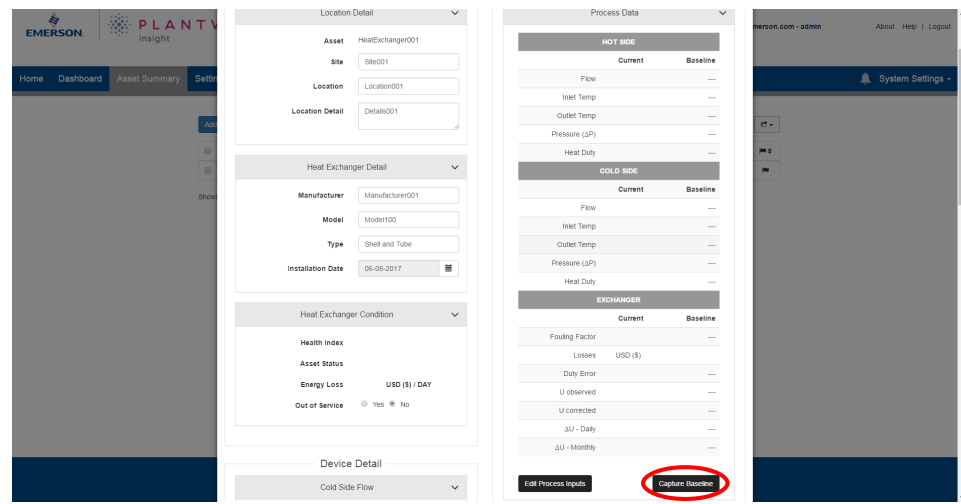 EMERSON
PLANTV
Insight
merson.com - admin
About Help | Logout
Home Dashboard Asset Summary Settin
System Settings
Add
Showi
Location Detail
Asset HeatExchanger001
Site Site001
Location Location001
Location Detail Details001
Heat Exchanger Detail
Manufacturer Manufacturer001
Model Model100
Type Shell and Tube
Installation Date 06-08-2017
Heat Exchanger Condition
Health Index
Asset Status
Energy Loss USD ($) / DAY
Out of Service Yes No
Device Detail
Cold Side Flow
Process Data
HOT SIDE
Current Baseline
Flow ---
Inlet Temp ---
Outlet Temp ---
Pressure (ΔP) ---
Heat Duty ---
COLD SIDE
Current Baseline
Flow ---
Inlet Temp ---
Outlet Temp ---
Pressure (ΔP) ---
Heat Duty ---
EXCHANGER
Current Baseline
Fouling Factor ---
Losses USD ($)
Duty Error ---
U observed ---
U corrected ---
ΔU - Daily ---
ΔU - Monthly ---
Edit Process Inputs Capture Baseline